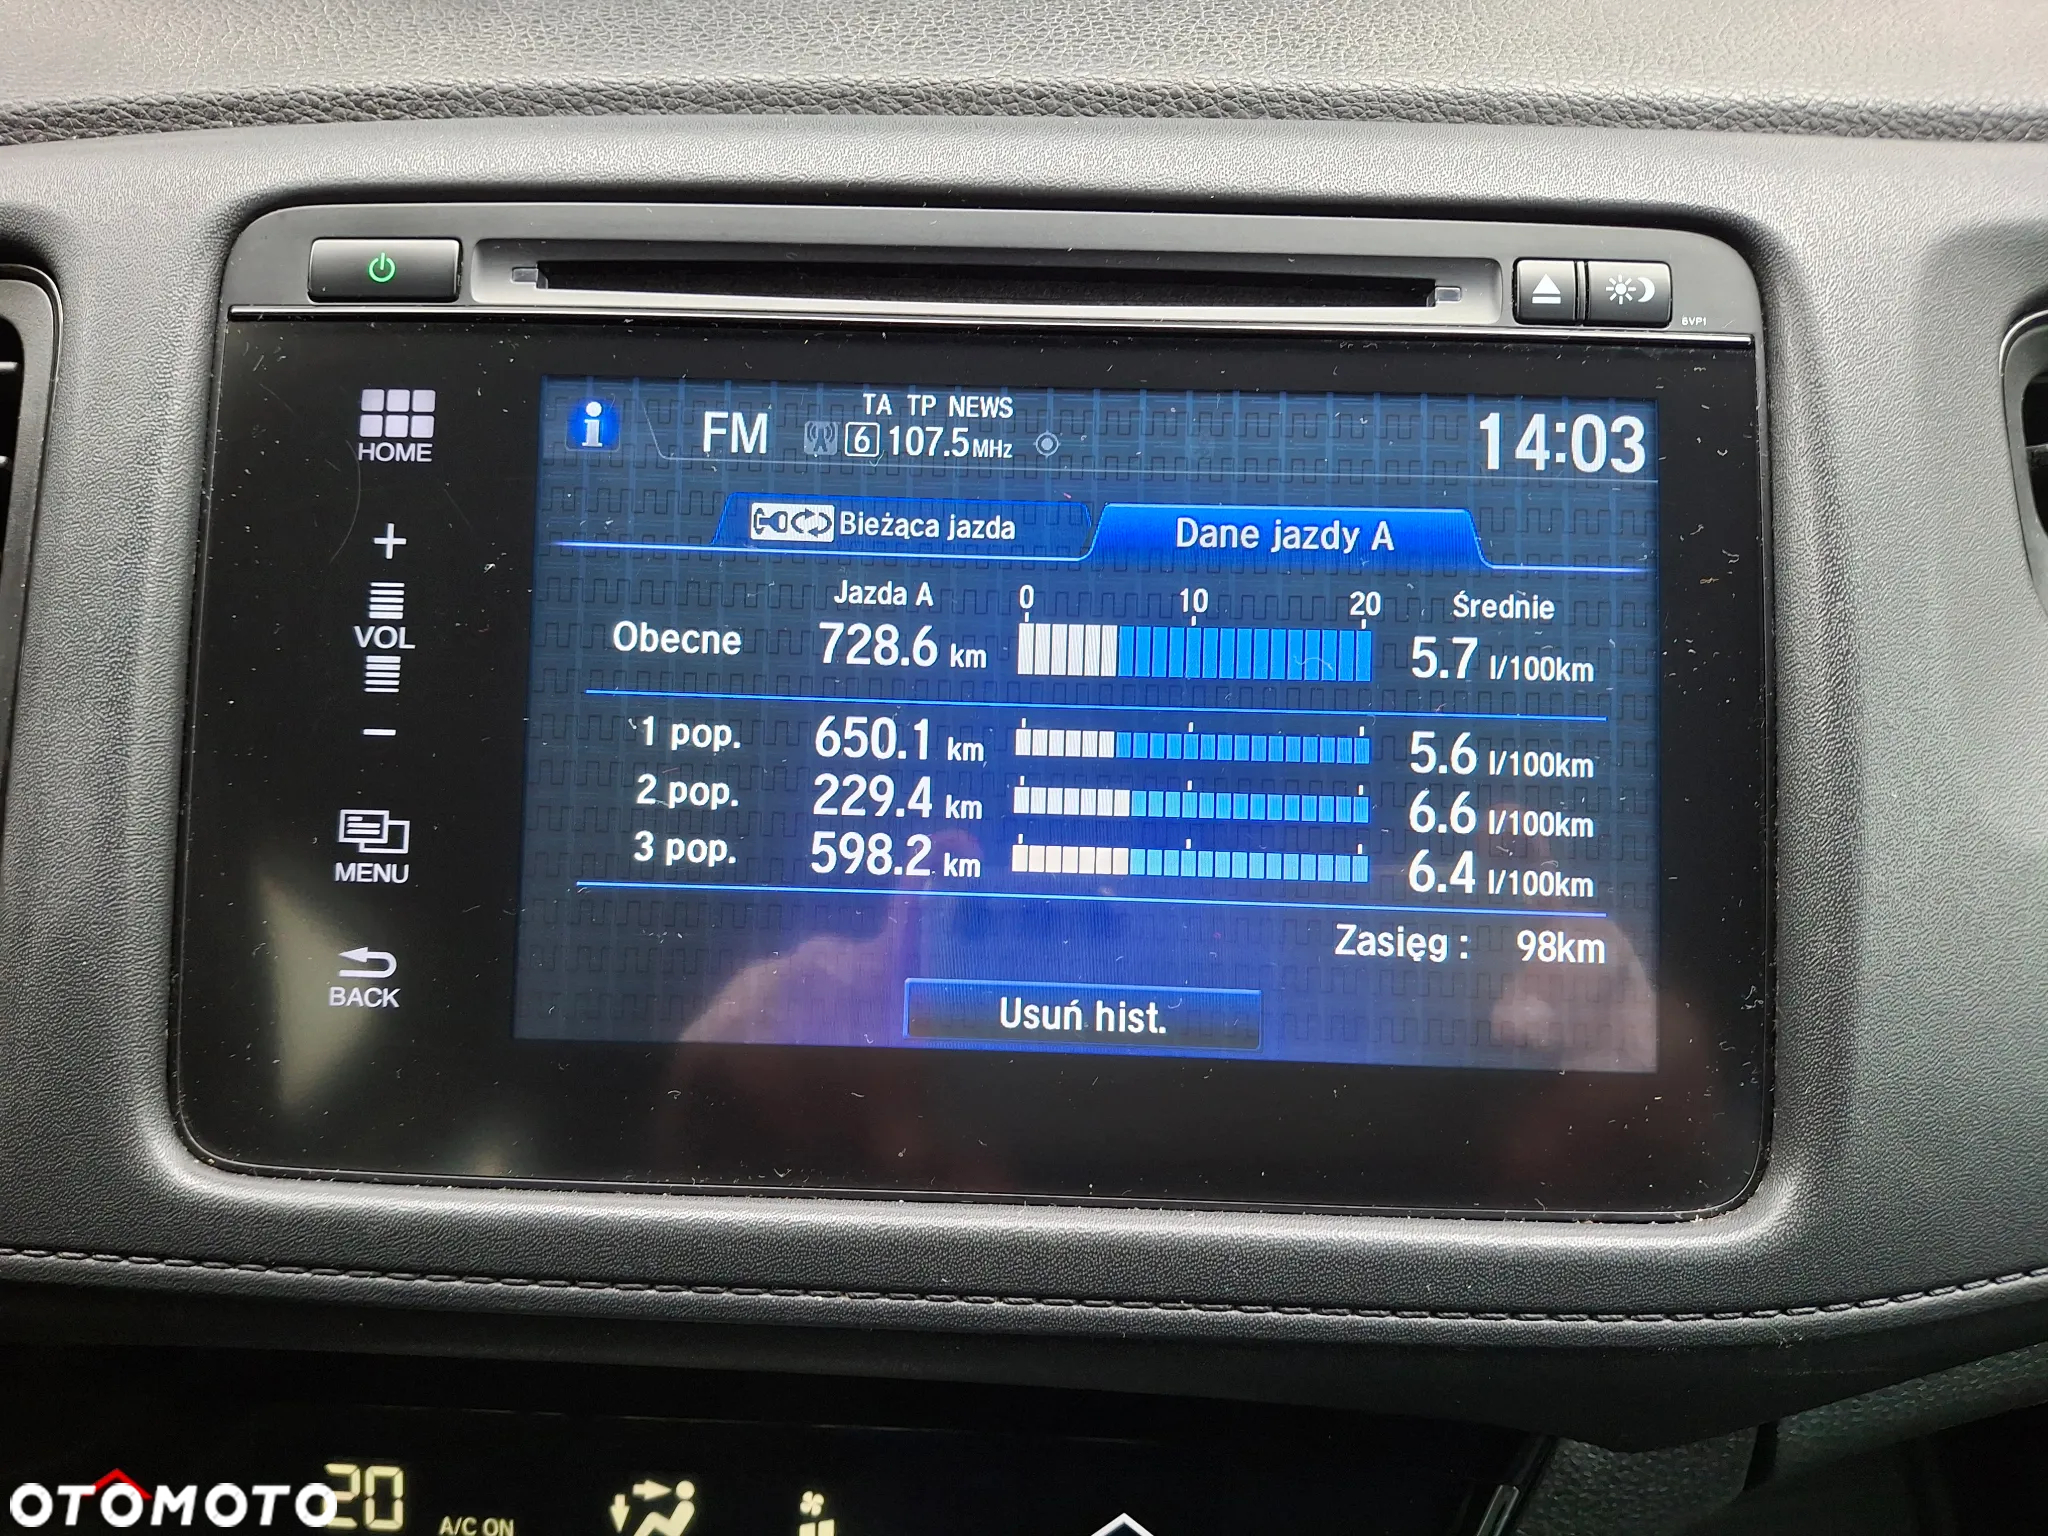 6VP1
HOME
VOL
MENU
BACK
i
FM
TA TP NEWS
6 107.5MHz
14:03
Bieżąca jazda
Dane jazdy A
Jazda A 0 10 20 Średnie
Obecne 728.6 km 5.7 l/100km
1 pop. 650.1 km 5.6 l/100km
2 pop. 229.4 km 6.6 l/100km
3 pop. 598.2 km 6.4 l/100km
Zasięg : 98km
Usuń hist.
20 A/C ON
OTOMOTO